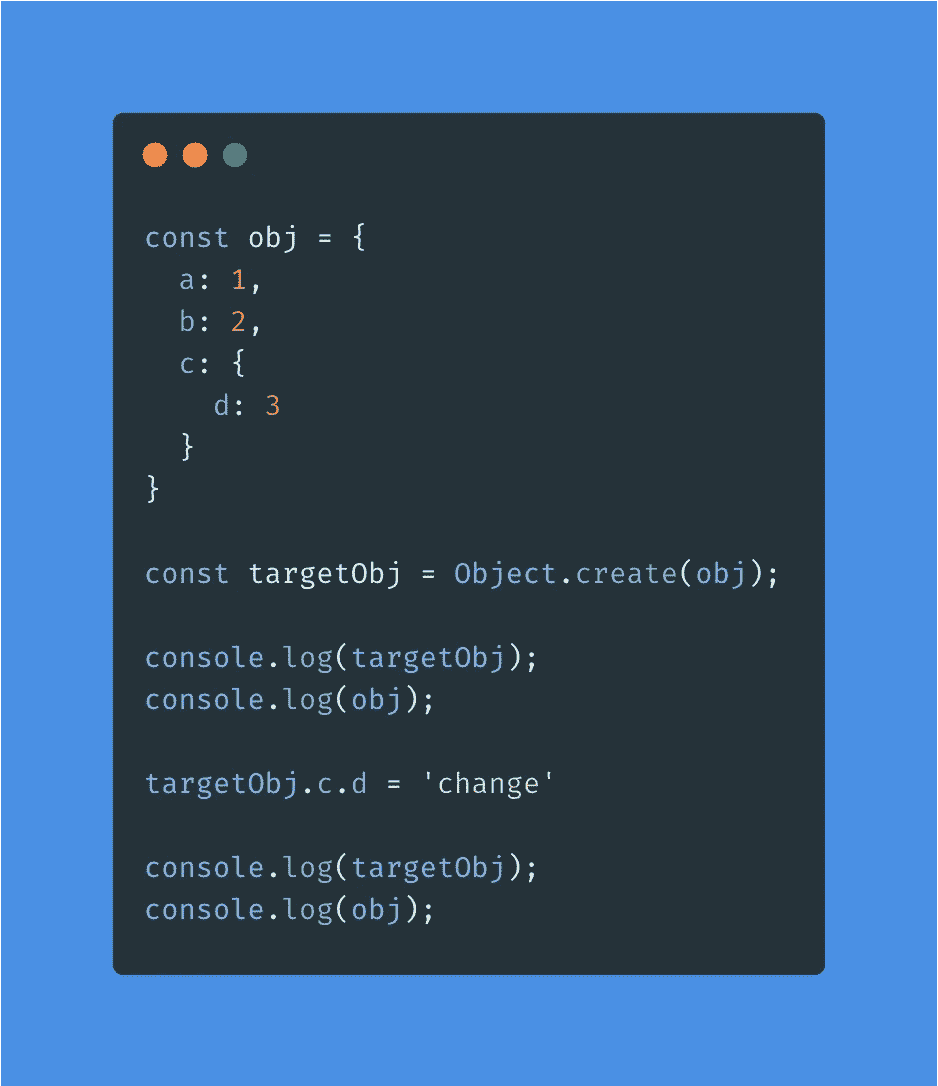 const obj = {
  a: 1,
  b: 2,
  c: {
    d: 3
  }
}

const targetObj = Object.create(obj);

console.log(targetObj);
console.log(obj);

targetObj.c.d = 'change'

console.log(targetObj);
console.log(obj);